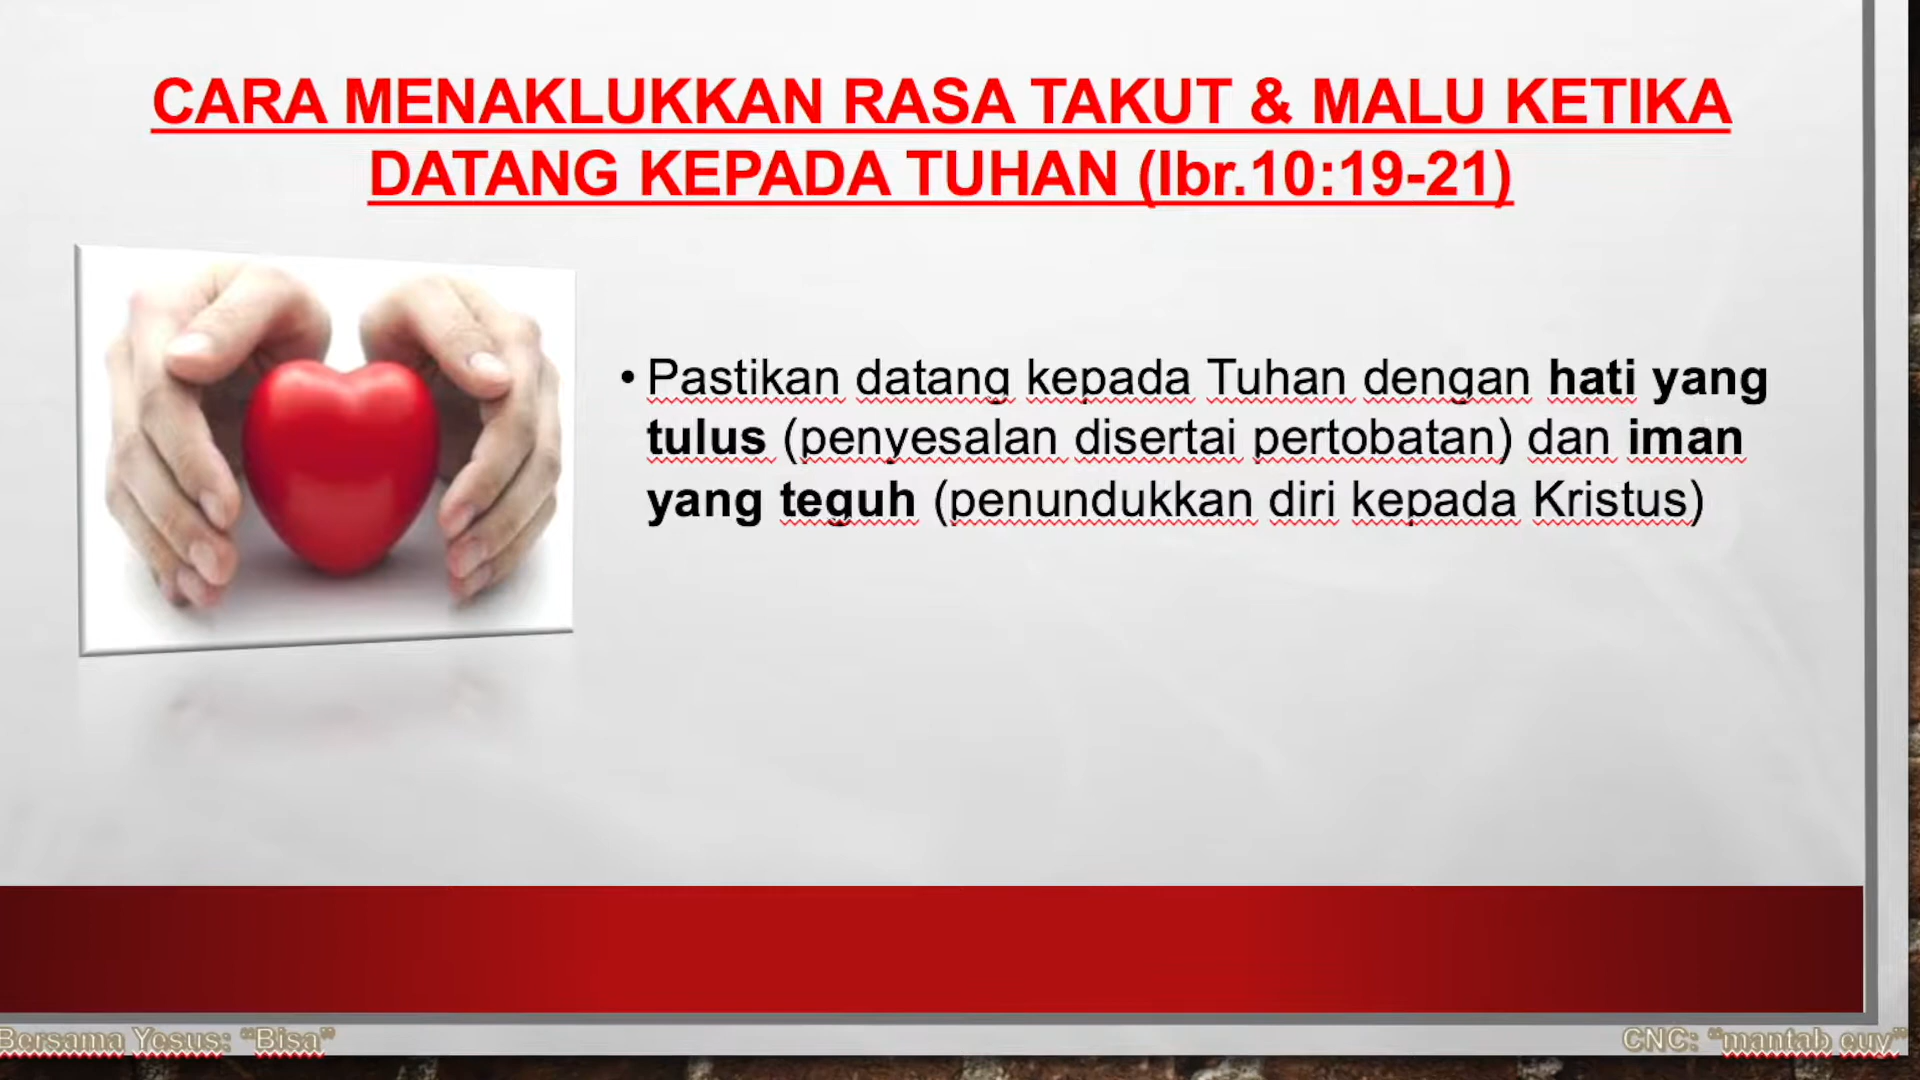 CARA MENAKLUKKAN RASA TAKUT & MALU KETIKA
DATANG KEPADA TUHAN (Ibr.10:19-21)
• Pastikan datang kepada Tuhan dengan hati yang
tulus (penyesalan disertai pertobatan) dan iman
yang teguh (penundukkan diri kepada Kristus)
Bersama Yesus: “Bisa”
CNC: “mantab cuy”